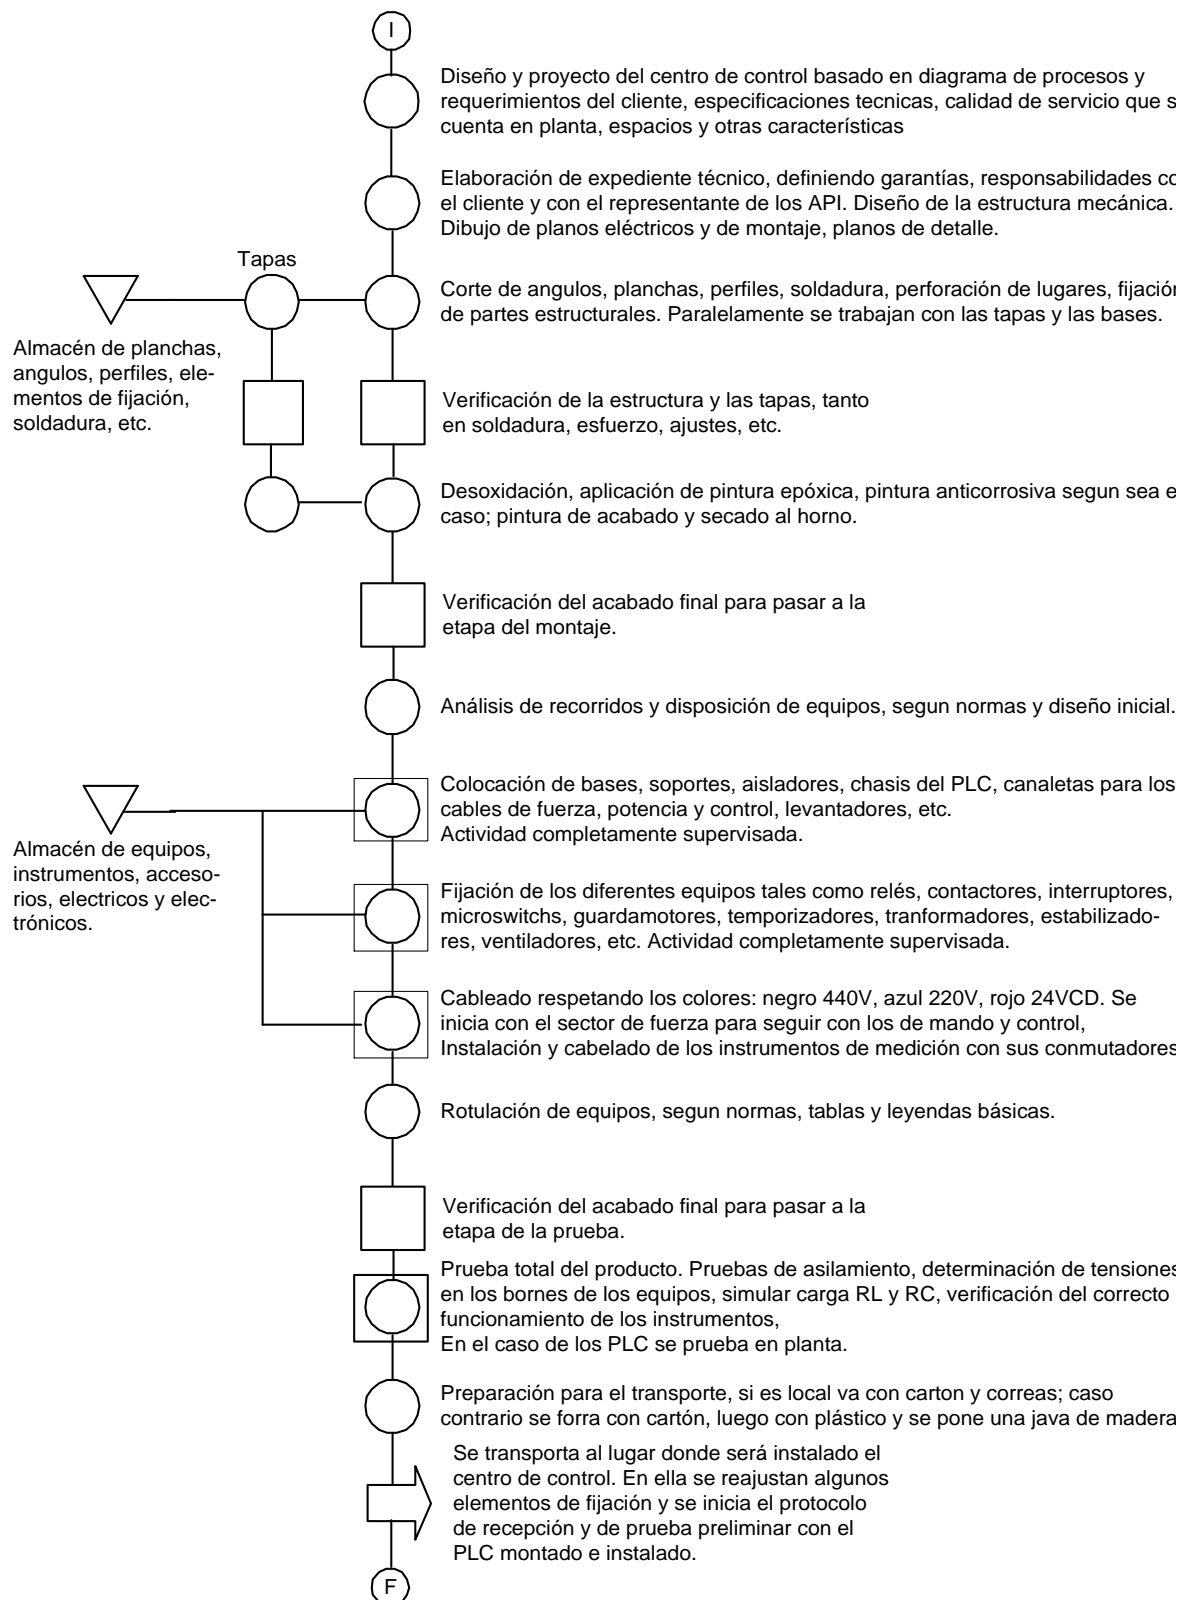 I
Diseño y proyecto del centro de control basado en diagrama de procesos y
requerimientos del cliente, especificaciones tecnicas, calidad de servicio que s
cuenta en planta, espacios y otras características
Elaboración de expediente técnico, definiendo garantías, responsabilidades co
el cliente y con el representante de los API. Diseño de la estructura mecánica.
Dibujo de planos eléctricos y de montaje, planos de detalle.
Tapas
Corte de angulos, planchas, perfiles, soldadura, perforación de lugares, fijación
de partes estructurales. Paralelamente se trabajan con las tapas y las bases.
Almacén de planchas,
angulos, perfiles, ele-
mentos de fijación,
soldadura, etc.
Verificación de la estructura y las tapas, tanto
en soldadura, esfuerzo, ajustes, etc.
Desoxidación, aplicación de pintura epóxica, pintura anticorrosiva segun sea e
caso; pintura de acabado y secado al horno.
Verificación del acabado final para pasar a la
etapa del montaje.
Análisis de recorridos y disposición de equipos, segun normas y diseño inicial.
Colocación de bases, soportes, aisladores, chasis del PLC, canaletas para los
cables de fuerza, potencia y control, levantadores, etc.
Actividad completamente supervisada.
Almacén de equipos,
instrumentos, acceso-
rios, electricos y elec-
trónicos.
Fijación de los diferentes equipos tales como relés, contactores, interruptores,
microswitchs, guardamotores, temporizadores, tranformadores, estabilizado-
res, ventiladores, etc. Actividad completamente supervisada.
Cableado respetando los colores: negro 440V, azul 220V, rojo 24VCD. Se
inicia con el sector de fuerza para seguir con los de mando y control,
Instalación y cabelado de los instrumentos de medición con sus conmutadores
Rotulación de equipos, segun normas, tablas y leyendas básicas.
Verificación del acabado final para pasar a la
etapa de la prueba.
Prueba total del producto. Pruebas de asilamiento, determinación de tensiones
en los bornes de los equipos, simular carga RL y RC, verificación del correcto
funcionamiento de los instrumentos,
En el caso de los PLC se prueba en planta.
Preparación para el transporte, si es local va con carton y correas; caso
contrario se forra con cartón, luego con plástico y se pone una java de madera
Se transporta al lugar donde será instalado el
centro de control. En ella se reajustan algunos
elementos de fijación y se inicia el protocolo
de recepción y de prueba preliminar con el
PLC montado e instalado.
F